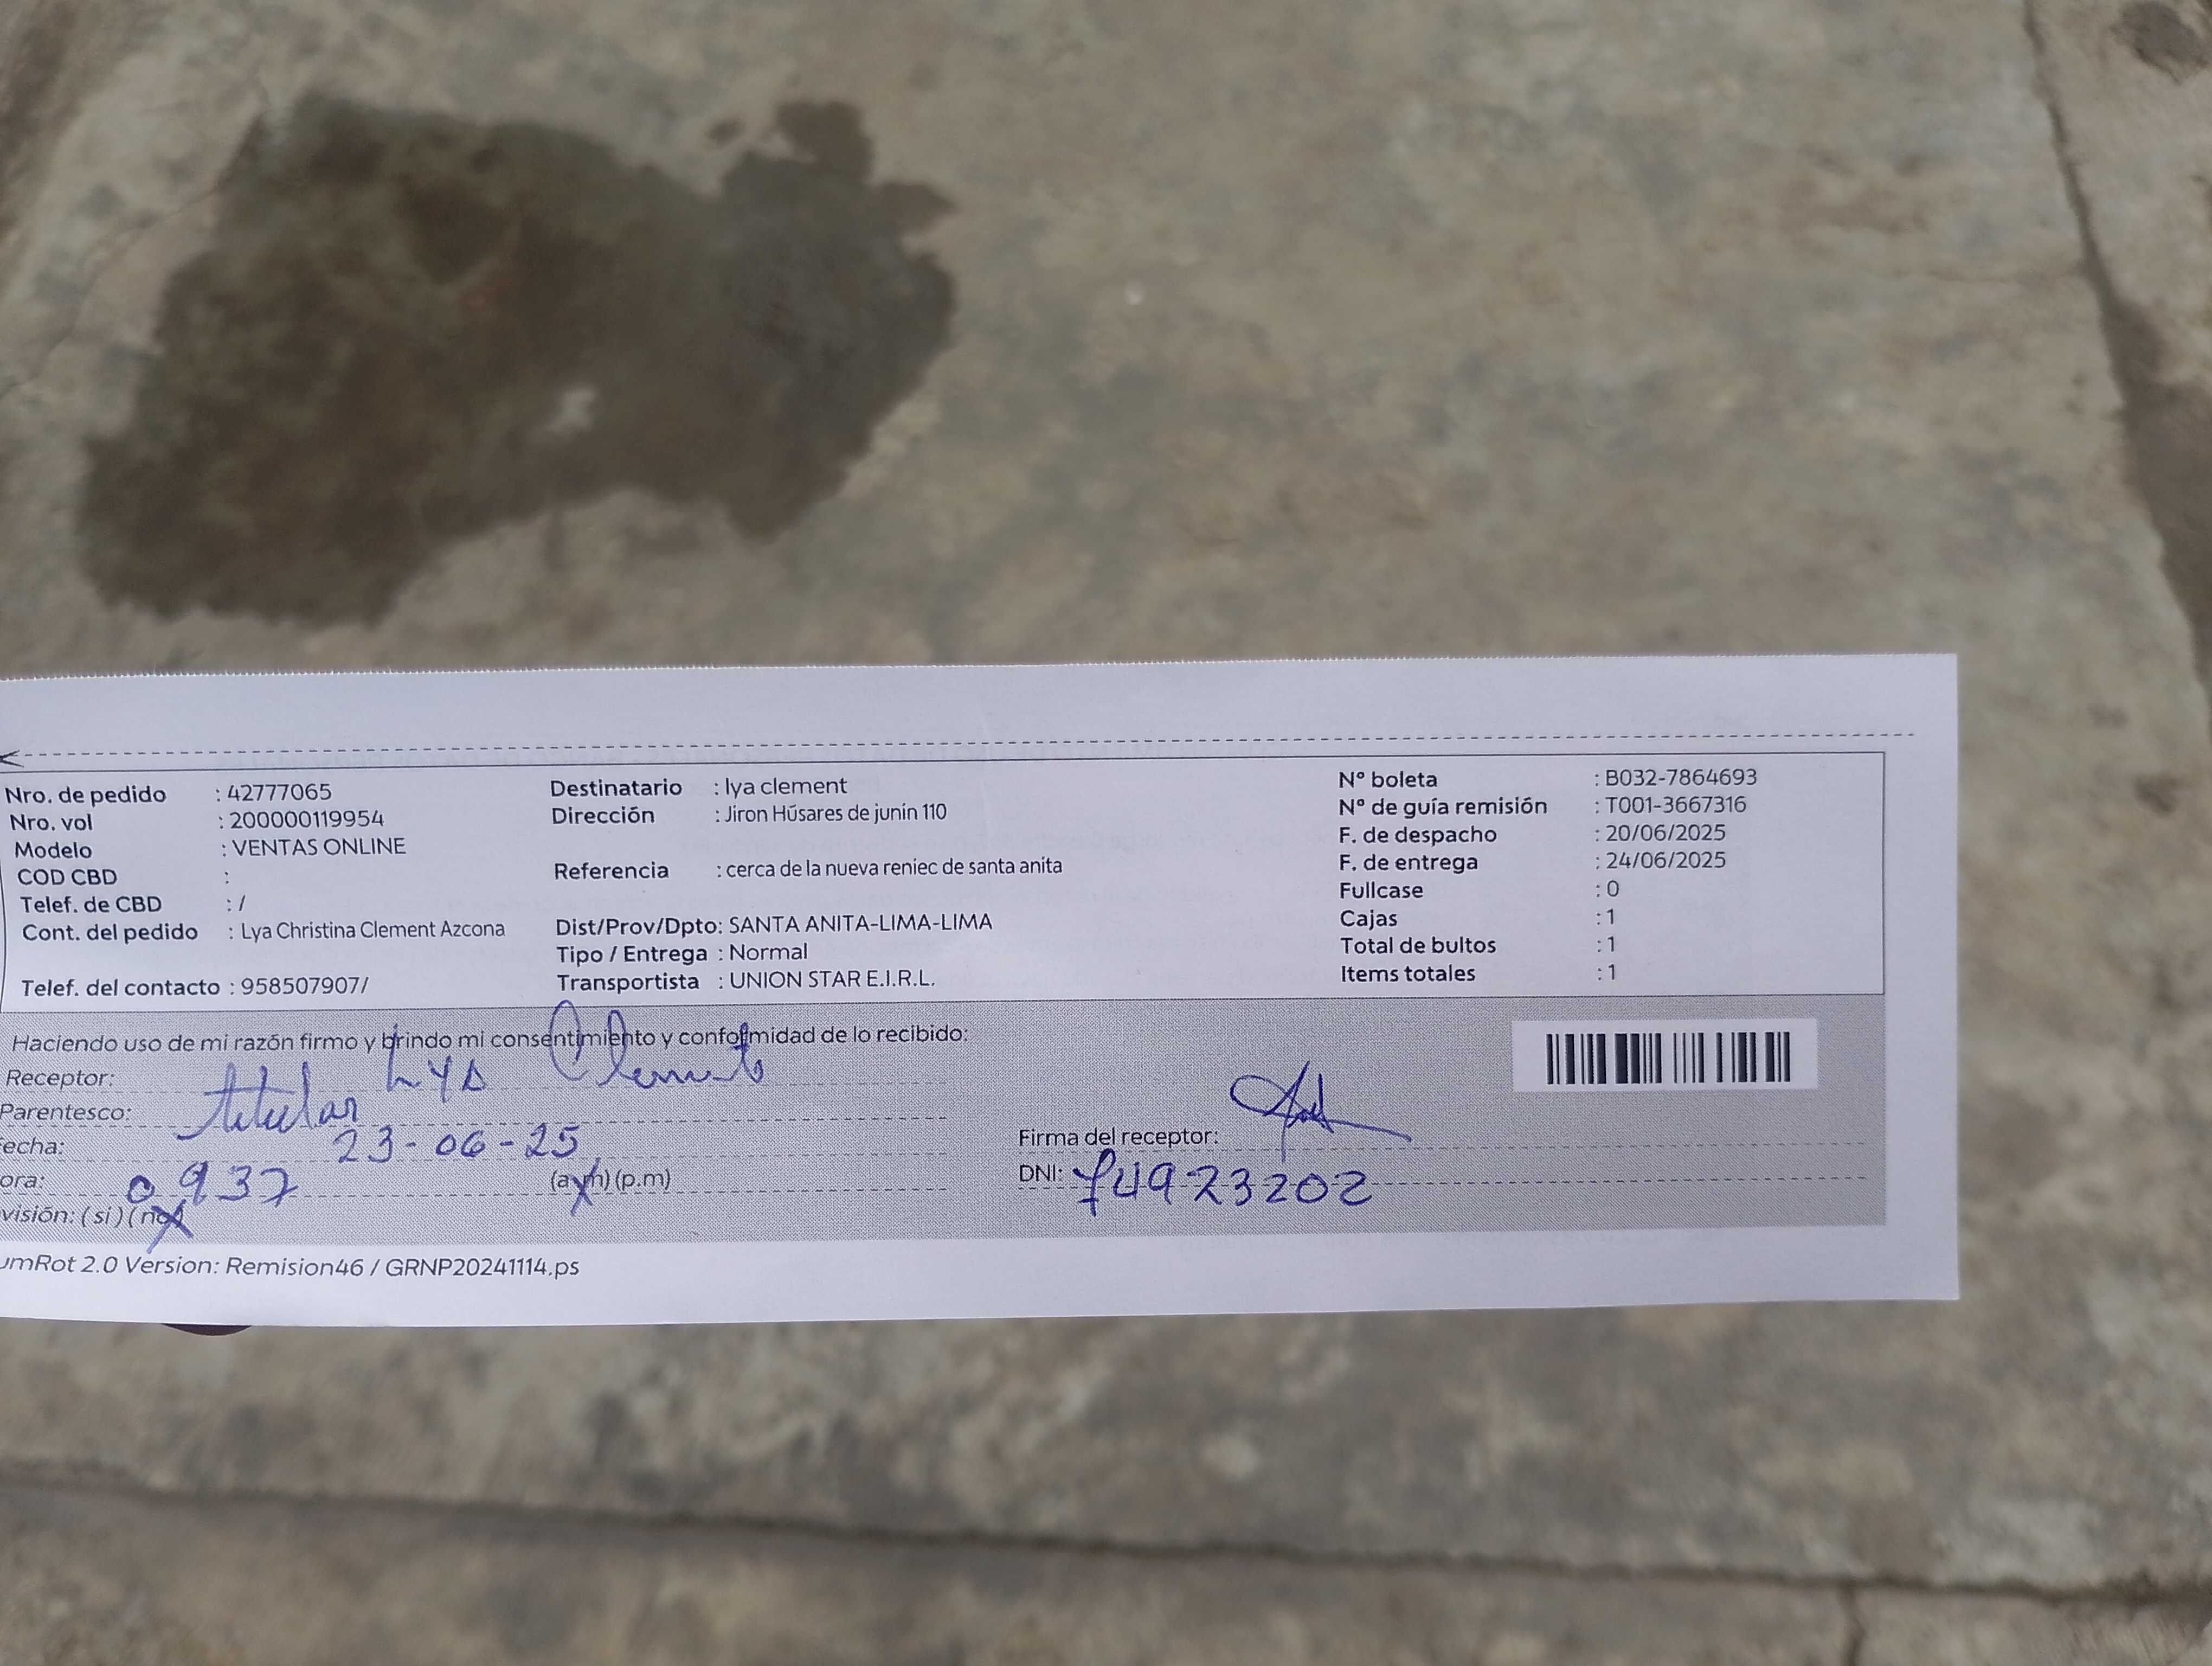 Nro. de pedido : 42777065
Nro. vol : 200000119954
Modelo : VENTAS ONLINE
COD CBD :
Telef. de CBD : /
Cont. del pedido : Lya Christina Clement Azcona
Telef. del contacto : 958507907/
Destinatario : lya clement
Dirección : Jiron Húsares de junín 110
Referencia : cerca de la nueva reniec de santa anita
Dist/Prov/Dpto: SANTA ANITA-LIMA-LIMA
Tipo / Entrega : Normal
Transportista : UNION STAR E.I.R.L.
N° boleta : B032-7864693
N° de guía remisión : T001-3667316
F. de despacho : 20/06/2025
F. de entrega : 24/06/2025
Fullcase : 0
Cajas : 1
Total de bultos : 1
Items totales : 1
Haciendo uso de mi razón firmo y brindo mi consentimiento y conformidad de lo recibido:
Receptor: Lya Clement
Parentesco: titular
echa: 23-06-25
ora: 0937 (a.m) (p.m)
visión: (si) (no)
Firma del receptor:
DNI: 74923202
umRot 2.0 Version: Remision46 / GRNP20241114.ps